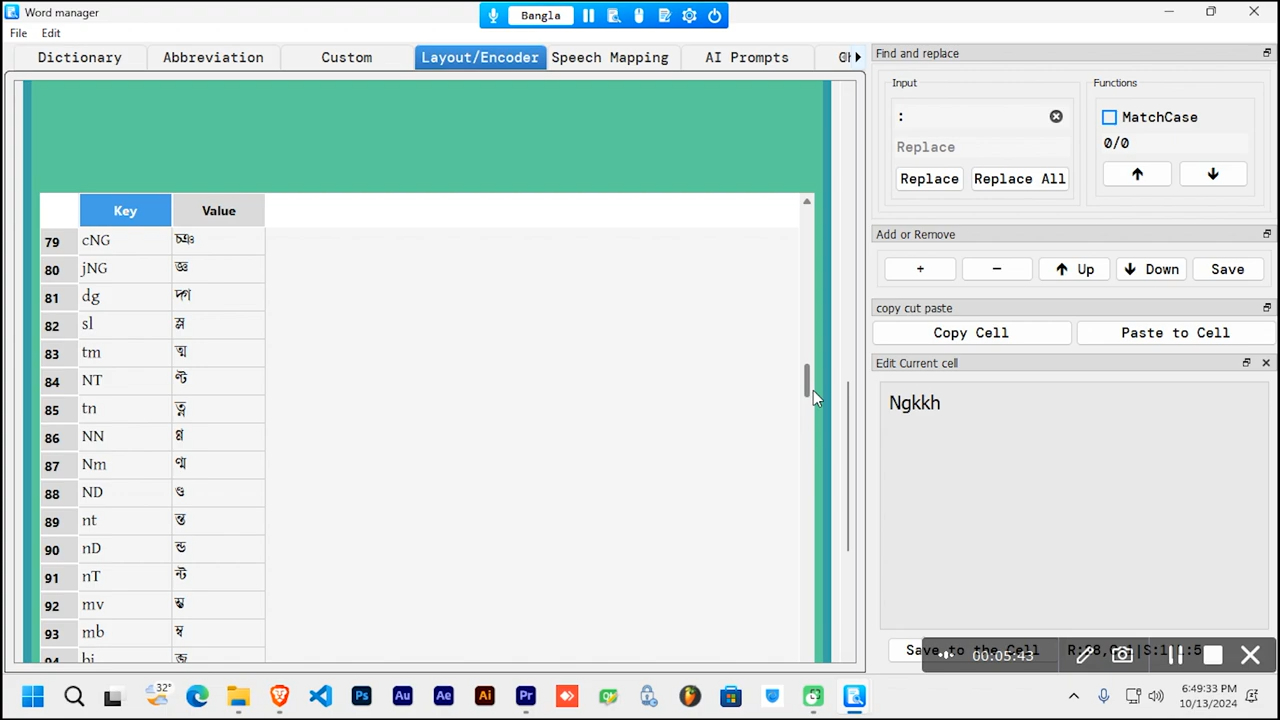 Word manager
Bangla
File Edit
Dictionary Abbreviation Custom Layout/Encoder Speech Mapping AI Prompts
Find and replace
Input Functions
: MatchCase
Replace 0/0
Replace Replace All
Add or Remove
+ − Up Down Save
copy cut paste
Copy Cell Paste to Cell
Edit Current cell
Ngkkh
Key Value
79 cNG চ্ঞ
80 jNG জ্ঞ
81 dg দ্গ
82 sl স্ল
83 tm ত্ম
84 NT ণ্ট
85 tn ত্ন
86 NN ণ্ণ
87 Nm ণ্ম
88 ND ণ্ড
89 nt ন্ত
90 nD ন্ড
91 nT ন্ট
92 mv ম্ভ
93 mb ম্ব
00:05:43
32°
6:49:33 PM
10/13/2024